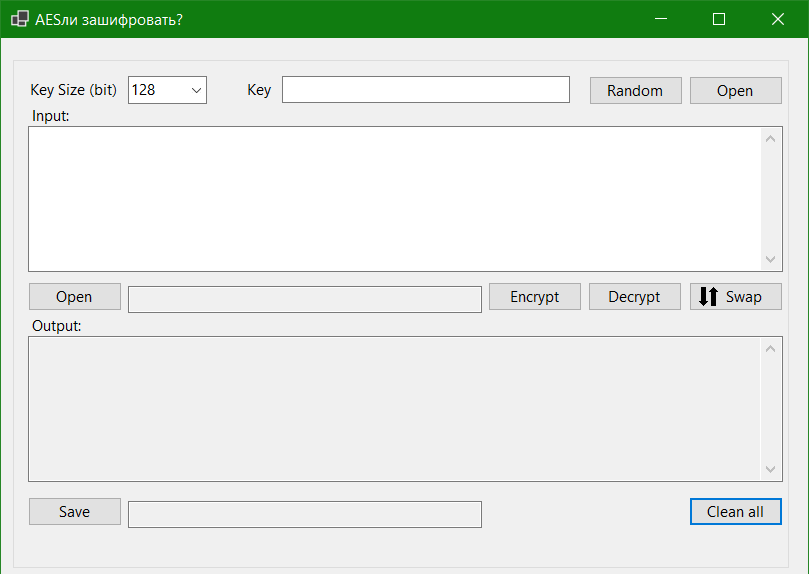 AESли зашифровать?
Key Size (bit) 128 Key Random Open
Input:
Open Encrypt Decrypt Swap
Output:
Save Clean all